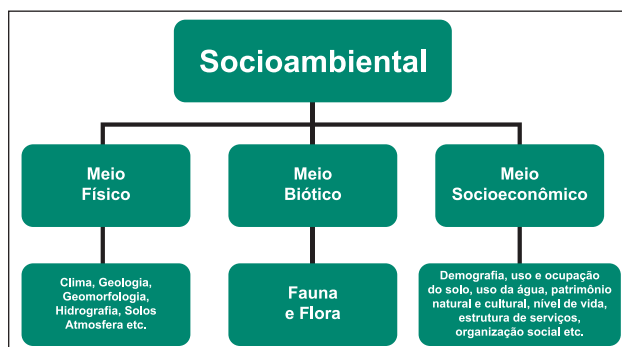 Socioambiental
Meio
Físico
Meio
Biótico
Meio
Socioeconômico
Clima, Geologia,
Geomorfologia,
Hidrografia, Solos
Atmosfera etc.
Fauna
e Flora
Demografia, uso e ocupação
do solo, uso da água, patrimônio
natural e cultural, nível de vida,
estrutura de serviços,
organização social etc.